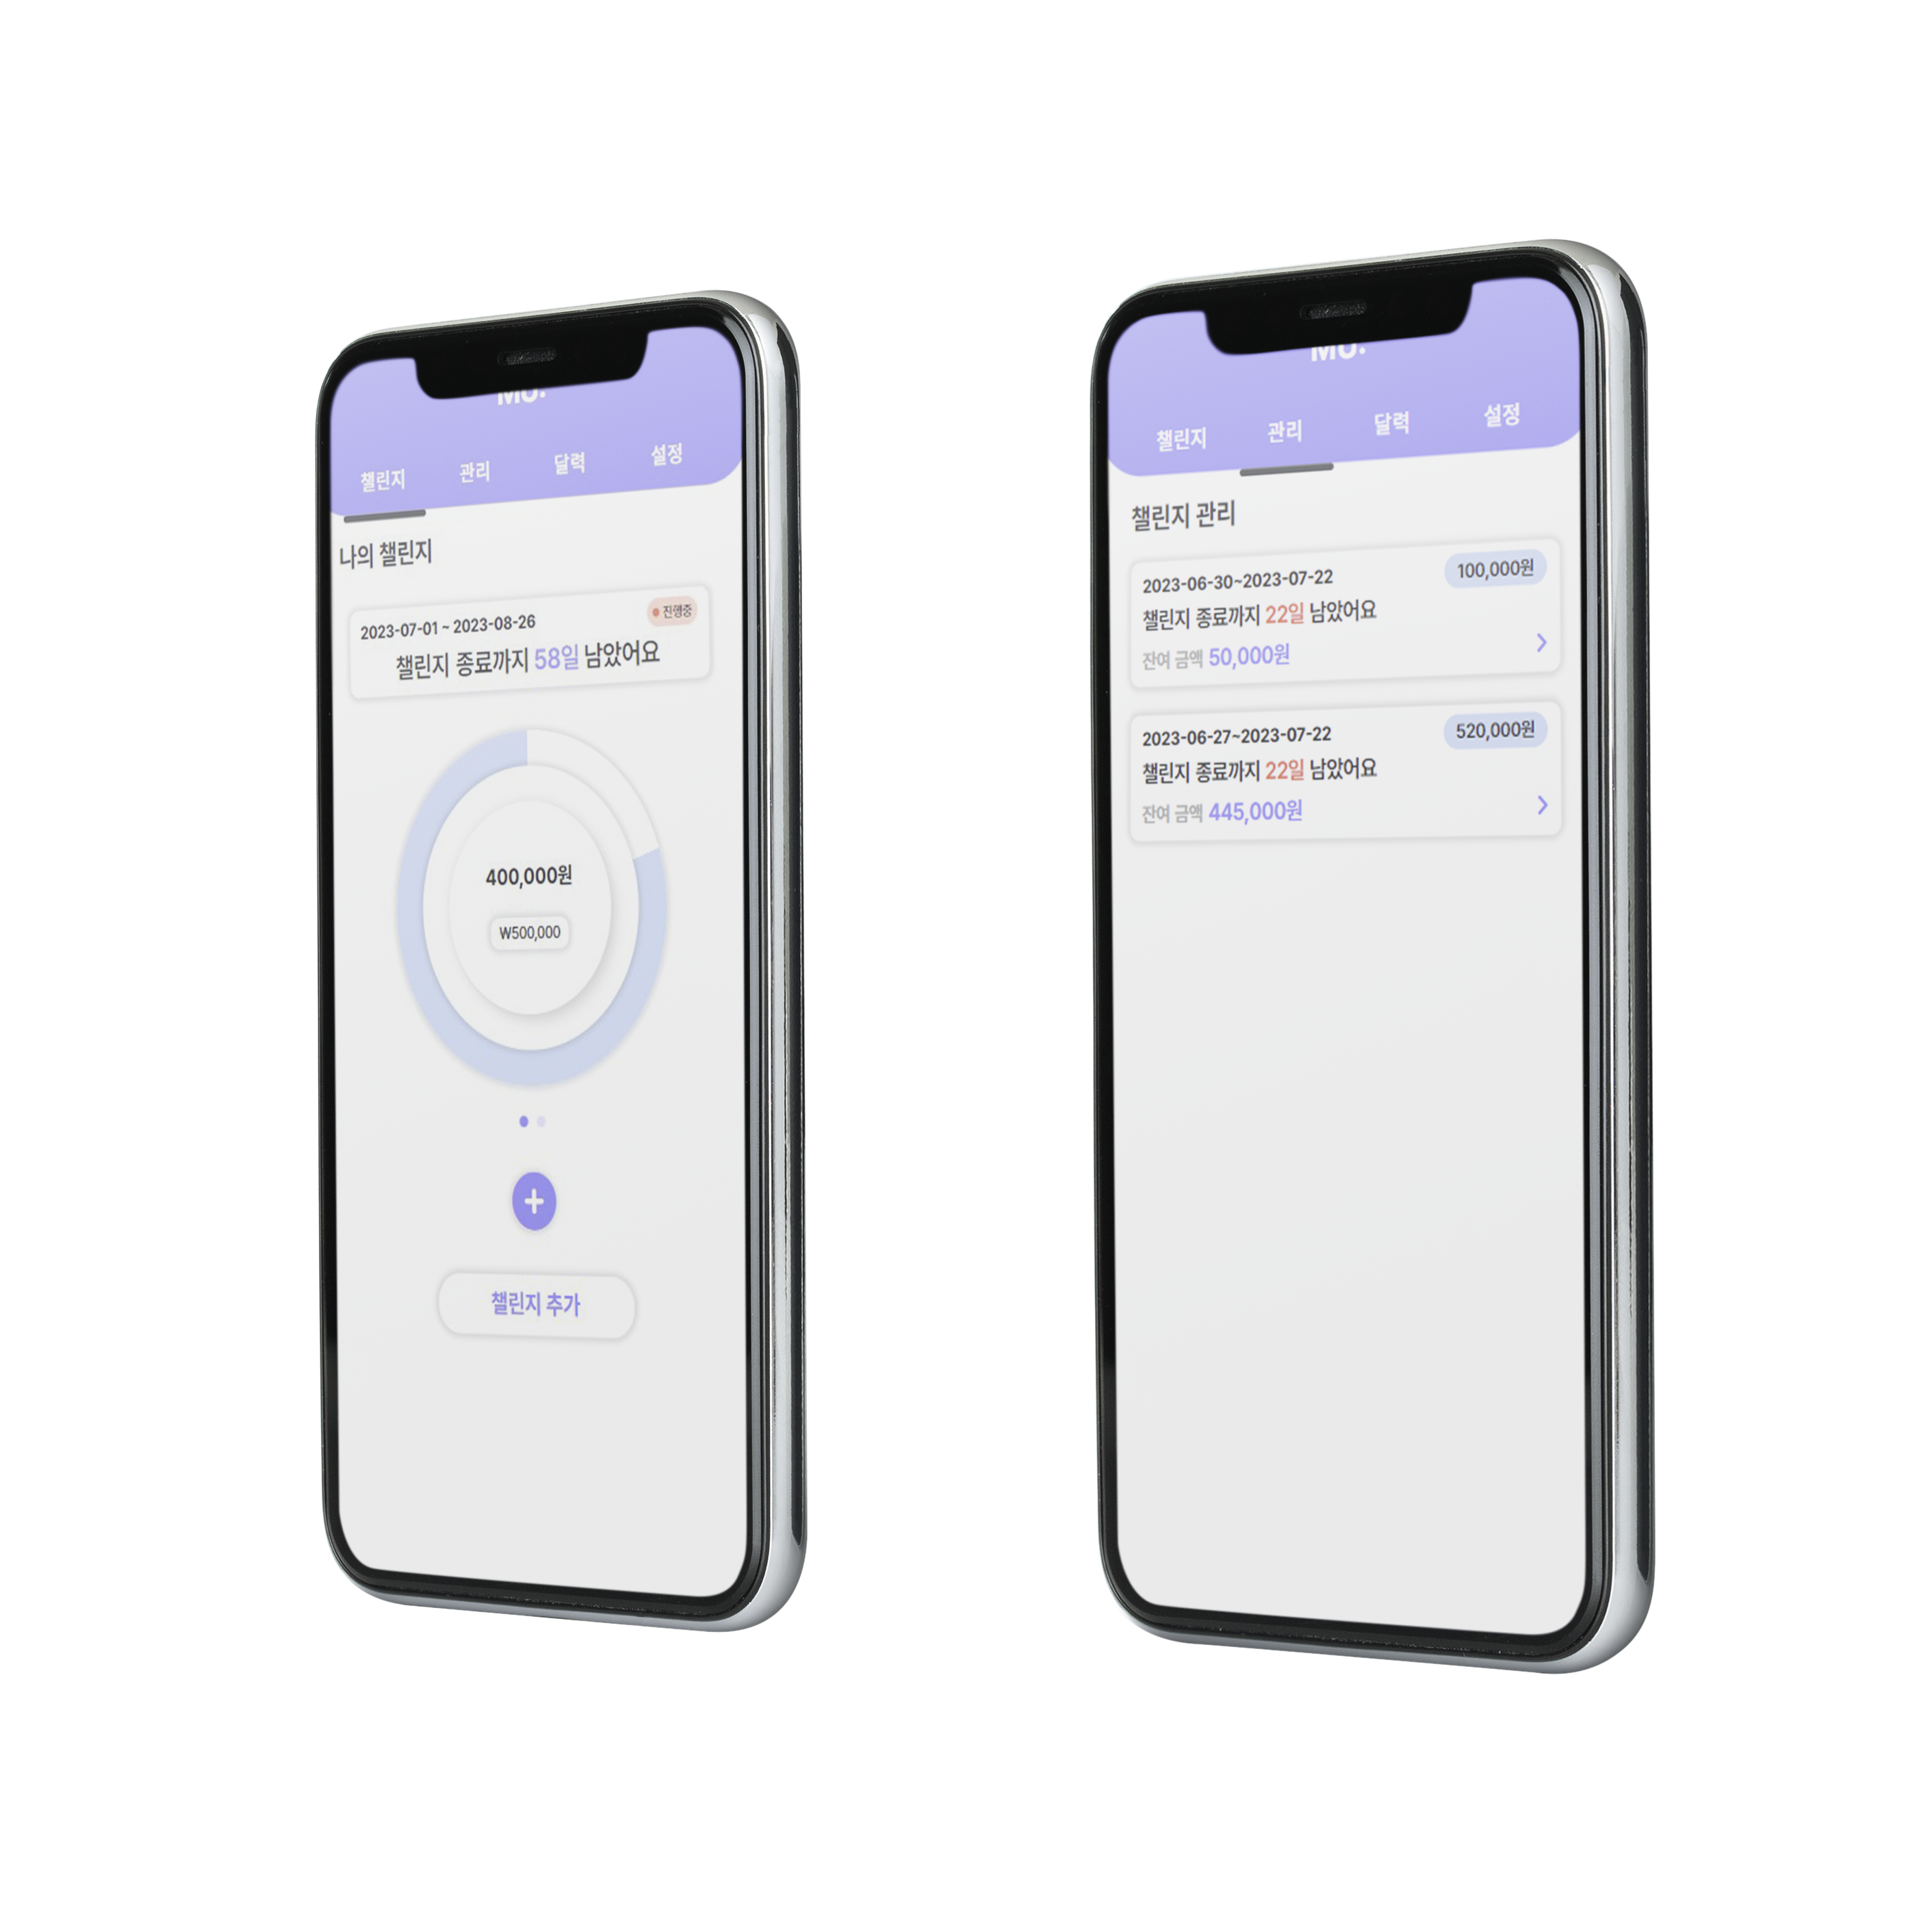 MO.
챌린지 관리 달력 설정
나의 챌린지
2023-07-01 ~ 2023-08-26
진행중
챌린지 종료까지 58일 남았어요
400,000원
₩500,000
챌린지 추가
MO.
챌린지 관리 달력 설정
챌린지 관리
2023-06-30~2023-07-22
100,000원
챌린지 종료까지 22일 남았어요
잔여 금액 50,000원
2023-06-27~2023-07-22
520,000원
챌린지 종료까지 22일 남았어요
잔여 금액 445,000원